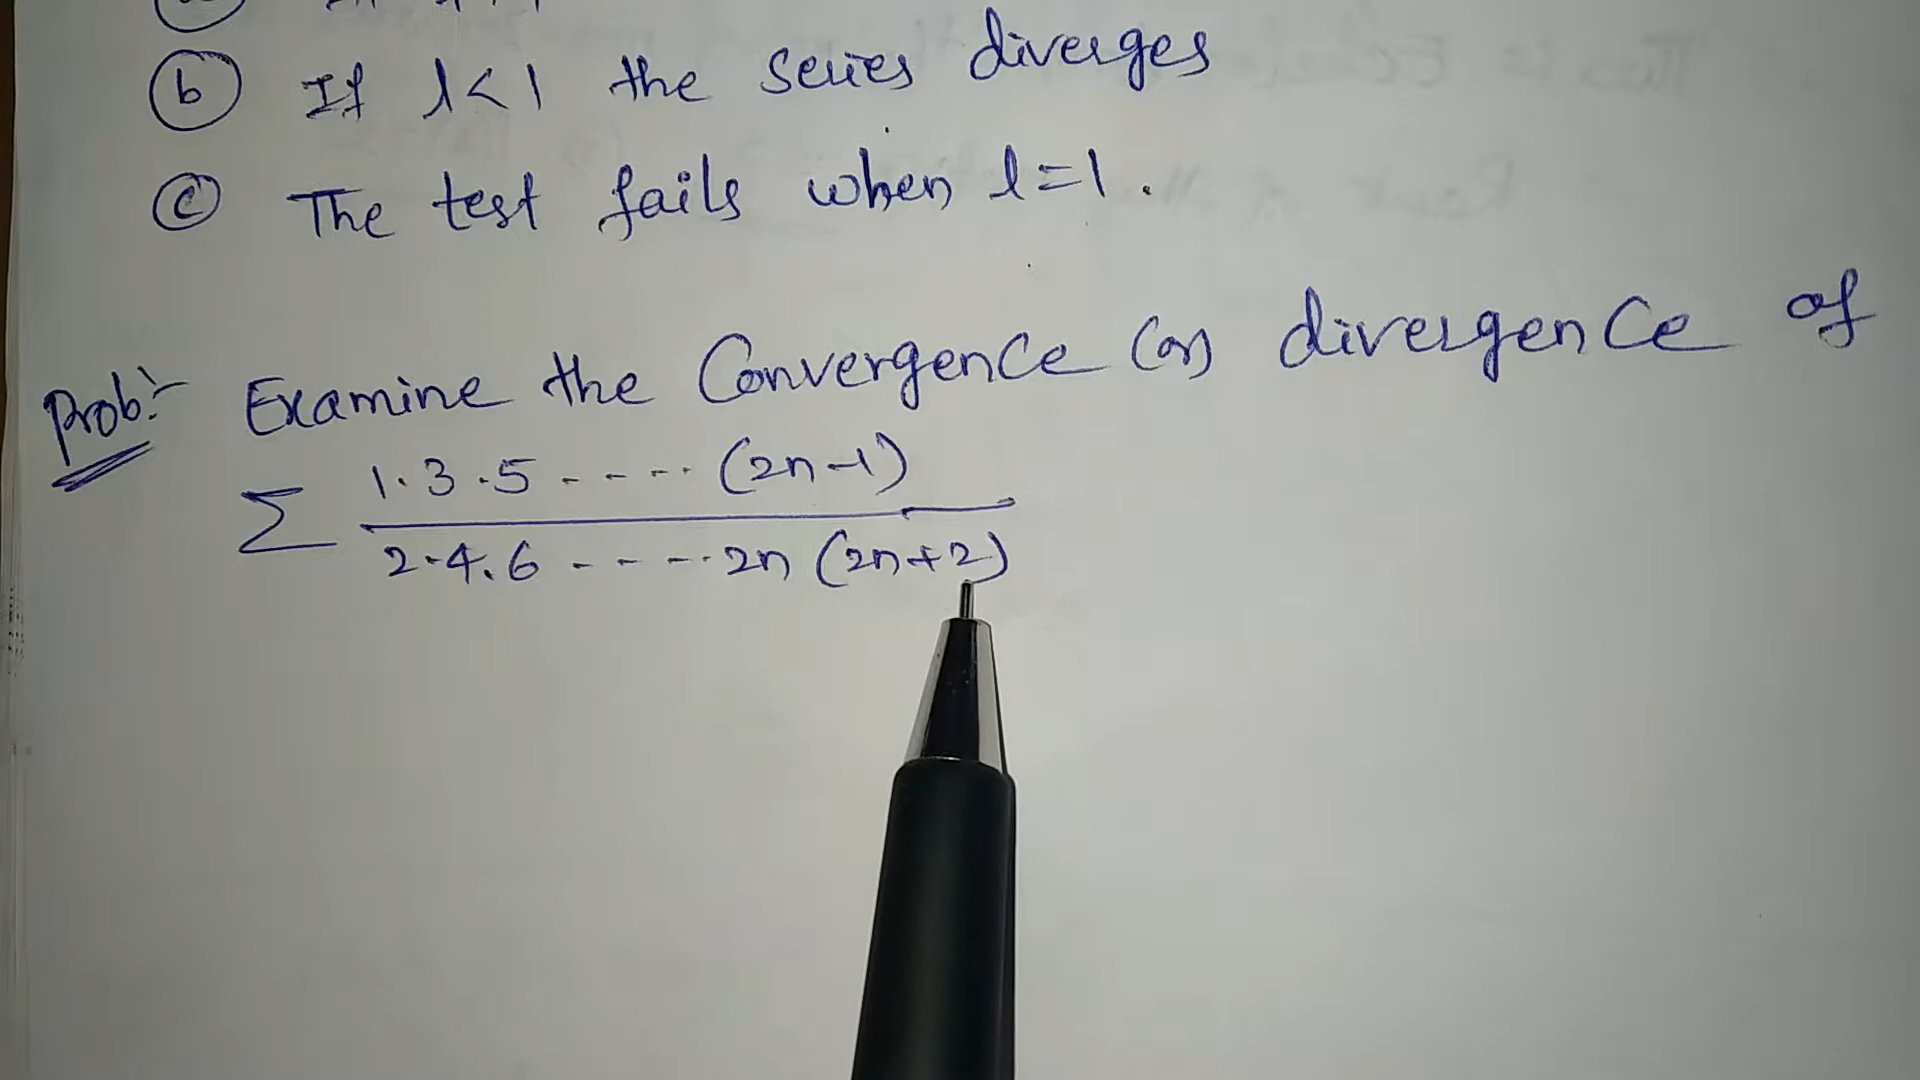 (b) If l<1 the series diverges
(c) The test fails when l=1.
Prob:- Examine the Convergence (or) divergence of
∑ 1.3.5 ----- (2n-1) / 2.4.6 ----- 2n (2n+2)